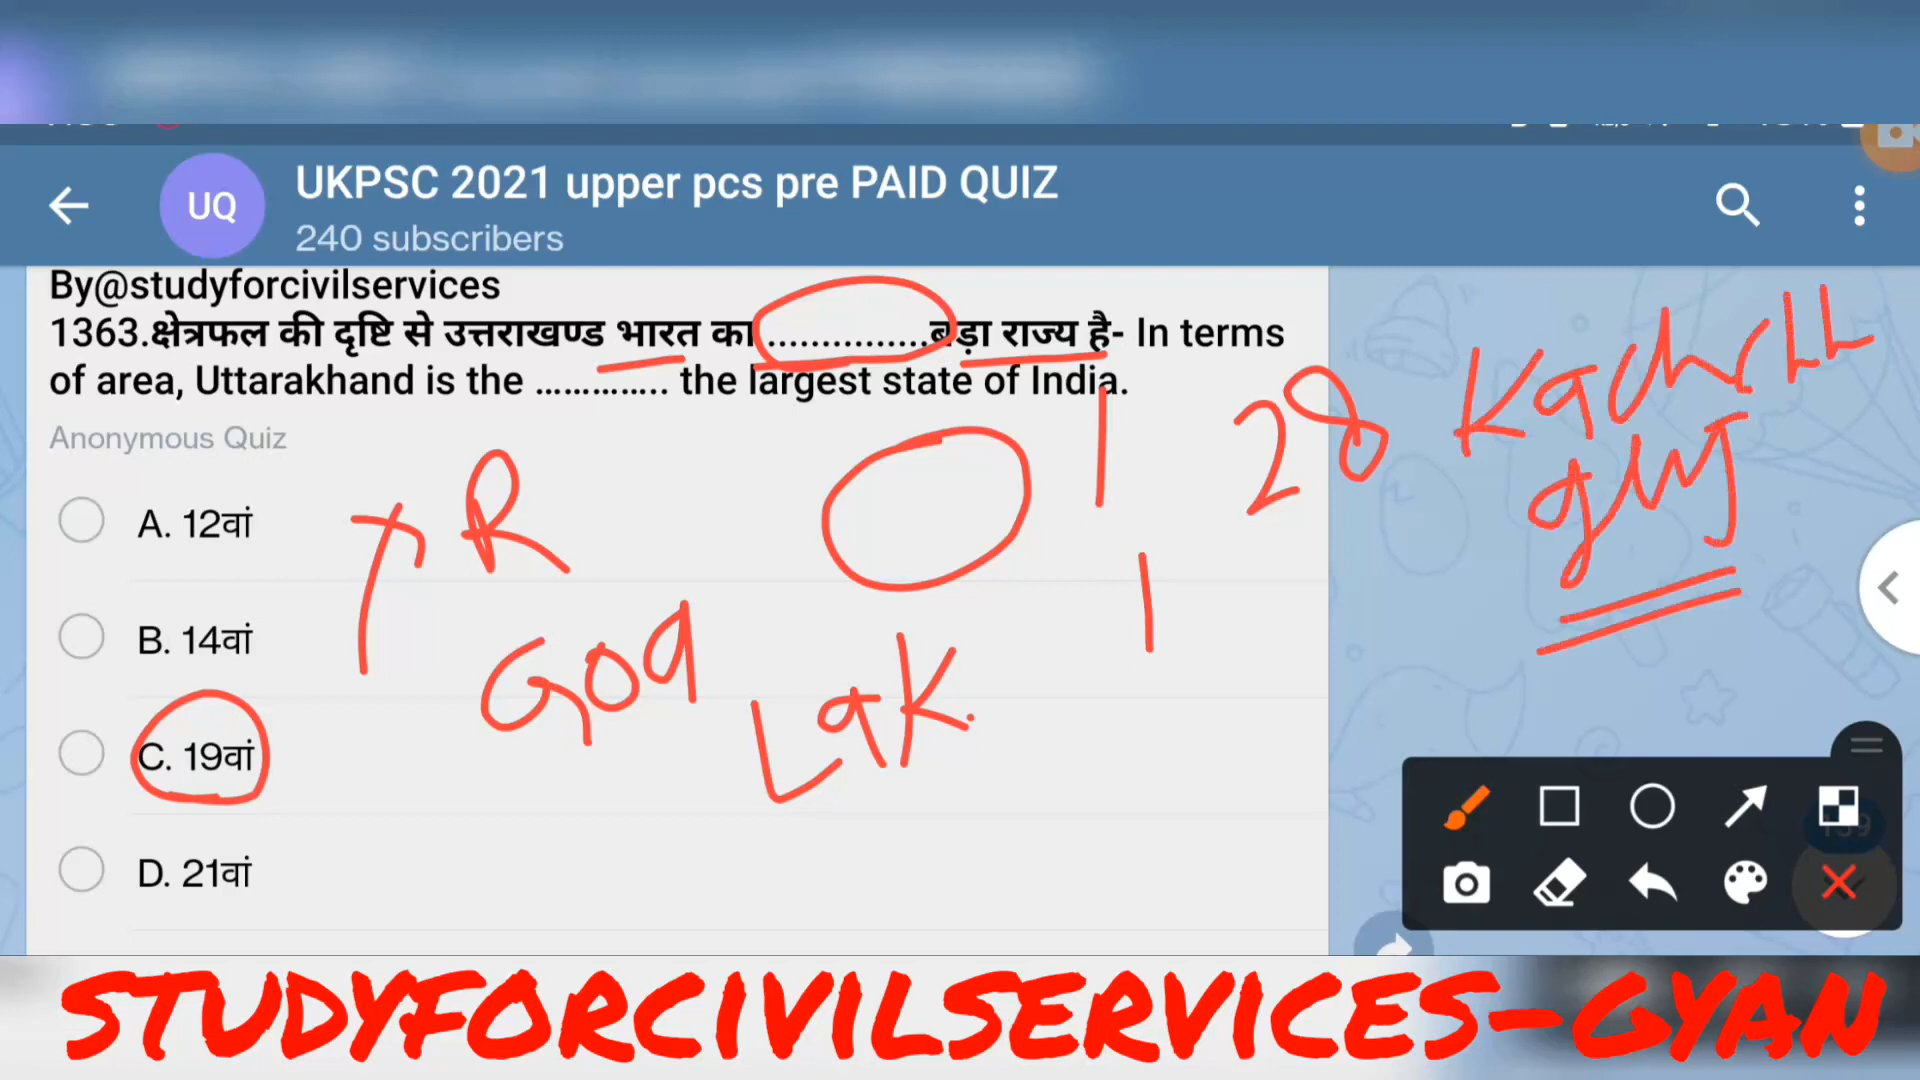 UQ
UKPSC 2021 upper pcs pre PAID QUIZ
240 subscribers
By@studyforcivilservices
1363.क्षेत्रफल की दृष्टि से उत्तराखण्ड भारत का ...............बड़ा राज्य है- In terms
of area, Uttarakhand is the .............. the largest state of India.
Anonymous Quiz
A. 12वां
B. 14वां
C. 19वां
D. 21वां
R
Goa
Lak
28
STUDYFORCIVILSERVICES-GYAN